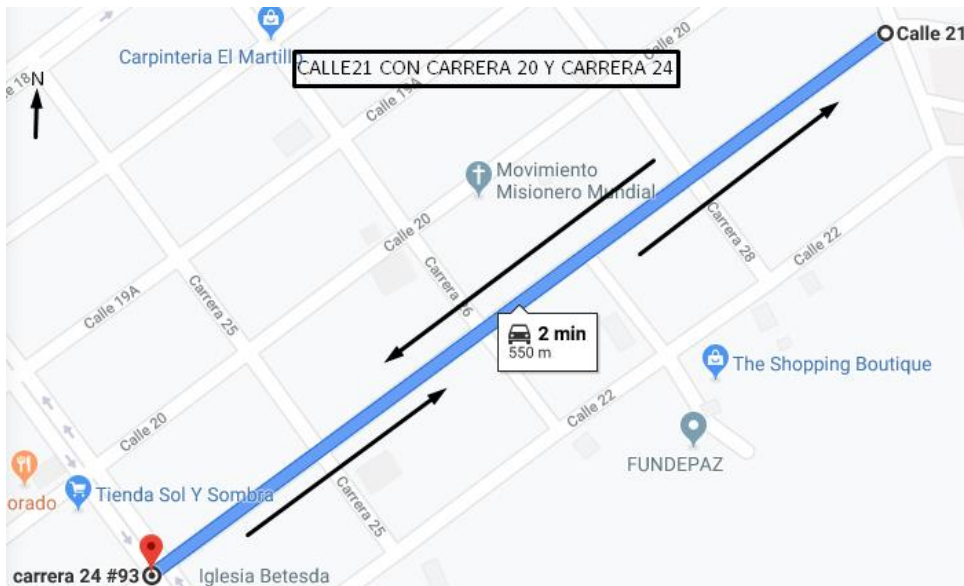 Calle 21
Carpinteria El Martillo
Calle 20
CALLE21 CON CARRERA 20 Y CARRERA 24
N
Calle 18
Calle 19A
Movimiento
Misionero Mundial
Calle 20
Carrera 28
Calle 22
Carrera 26
Calle 19A
Carrera 25
2 min
550 m
The Shopping Boutique
Calle 20
Calle 22
FUNDEPAZ
orado
Tienda Sol Y Sombra
Carrera 25
carrera 24 #93
Iglesia Betesda